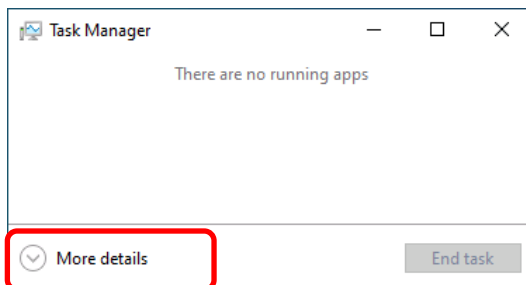 Task Manager
There are no running apps
More details
End task